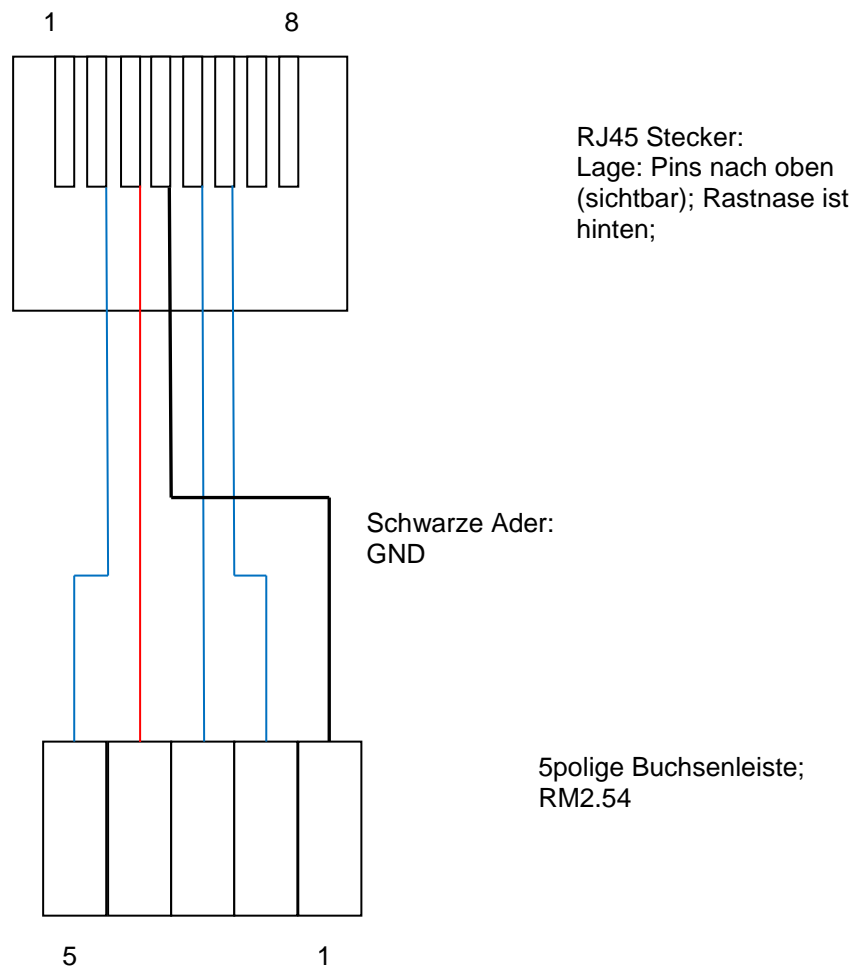 1
8
RJ45 Stecker:
Lage: Pins nach oben
(sichtbar); Rastnase ist
hinten;
Schwarze Ader:
GND
5polige Buchsenleiste;
RM2.54
5
1